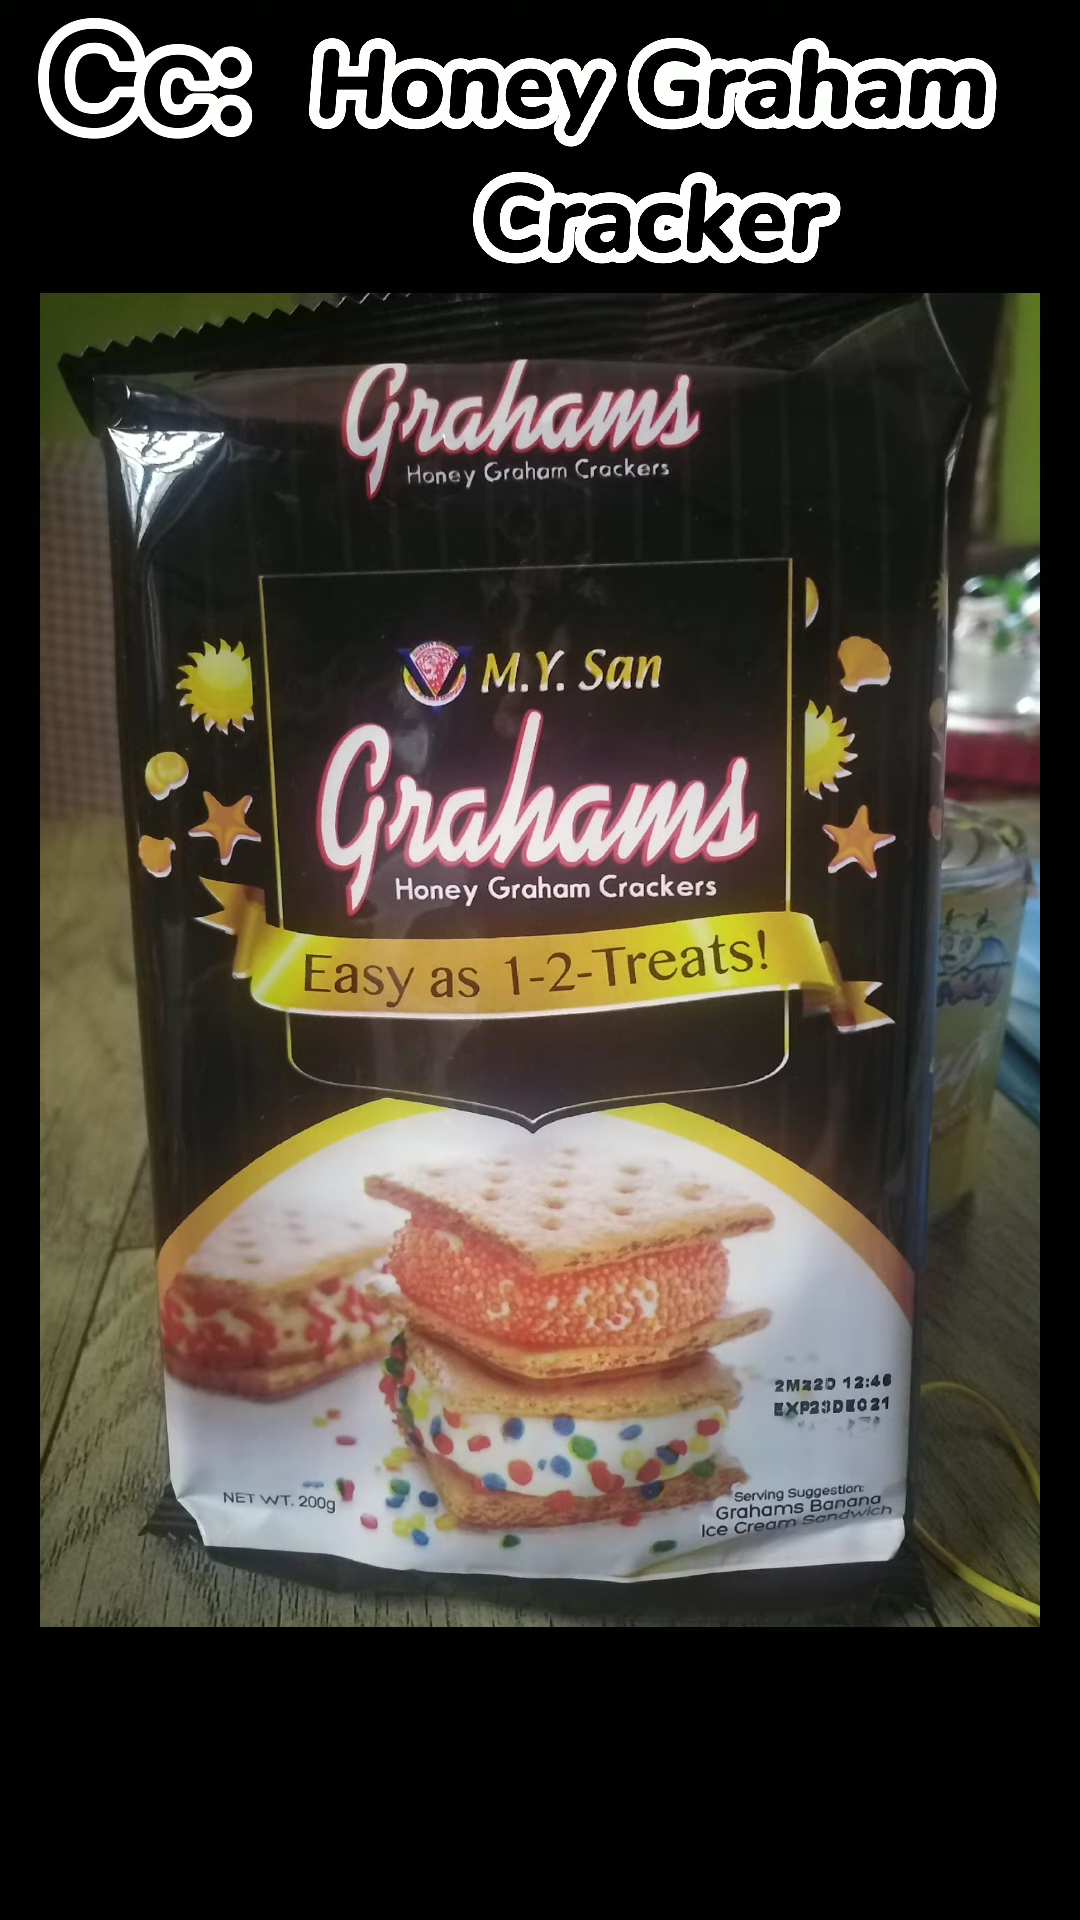 Cc: Honey Graham
Cracker
Grahams
Honey Graham Crackers
M.Y. San
Grahams
Honey Graham Crackers
Easy as 1-2-Treats!
2M22D 12:46
EXP23DEC21
NET WT. 200g
Serving Suggestion:
Grahams Banana
Ice Cream Sandwich